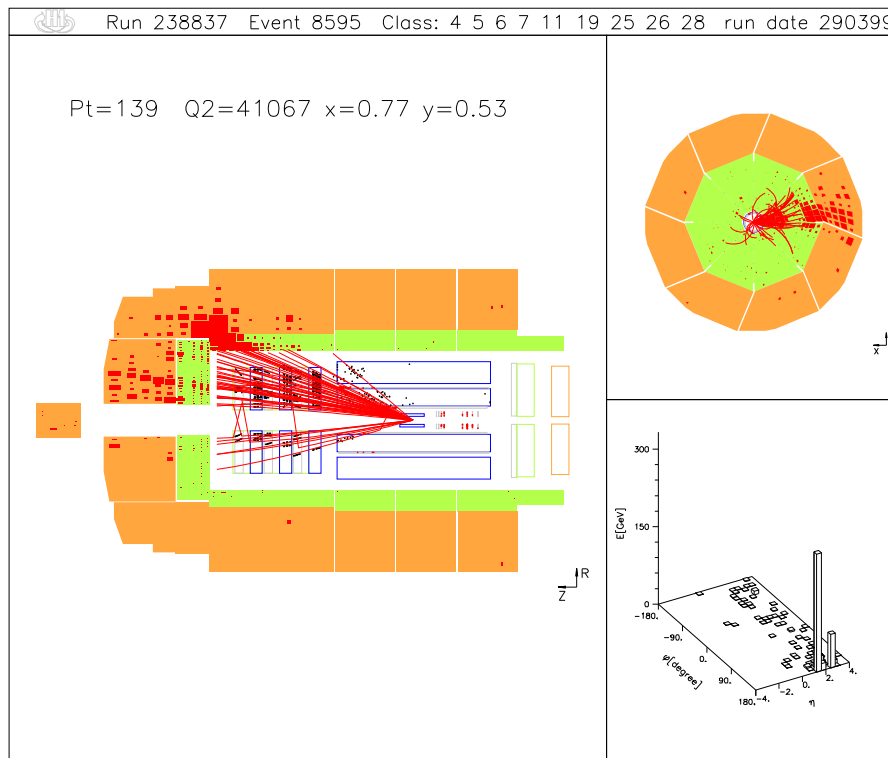 Run 238837 Event 8595 Class: 4 5 6 7 11 19 25 26 28 run date 290399
Pt=139 Q2=41067 x=0.77 y=0.53
R
Z
x
E[GeV]
300
150
0
-180.
-90.
0.
90.
180.
φ[degree]
-4.
-2.
0.
2.
4.
η